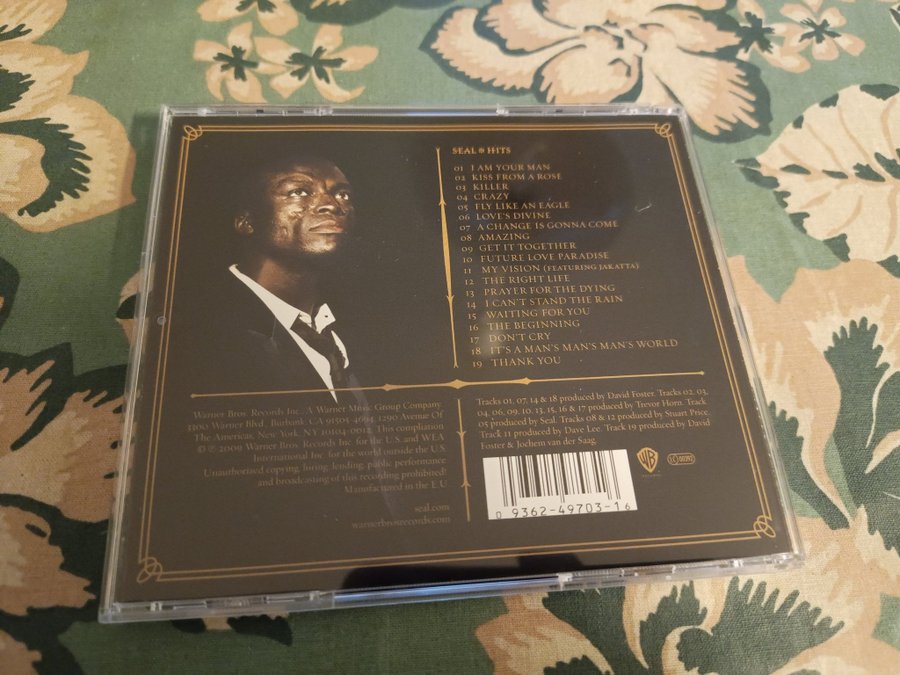 SEAL * HITS
01 I AM YOUR MAN
02 KISS FROM A ROSE
03 KILLER
04 CRAZY
05 FLY LIKE AN EAGLE
06 LOVE'S DIVINE
07 A CHANGE IS GONNA COME
08 AMAZING
09 GET IT TOGETHER
10 FUTURE LOVE PARADISE
11 MY VISION (FEATURING JAKATTA)
12 THE RIGHT LIFE
13 PRAYER FOR THE DYING
14 I CAN'T STAND THE RAIN
15 WAITING FOR YOU
16 THE BEGINNING
17 DON'T CRY
18 IT'S A MAN'S MAN'S MAN'S WORLD
19 THANK YOU
Warner Bros. Records Inc., A Warner Music Group Company
3300 Warner Blvd., Burbank, CA 91505-4694 1290 Avenue Of
The Americas, New York, NY 10104-0012. This compilation
℗ © 2009 Warner Bros. Records Inc. for the U.S. and WEA
International Inc. for the world outside the U.S.
Unauthorised copying, hiring, lending, public performance
and broadcasting of this recording prohibited!
Manufactured in the E.U
seal.com
warnerbrosrecords.com
Tracks 01, 07, 14 & 18 produced by David Foster. Tracks 02, 03,
04, 06, 09, 10, 13, 15, 16 & 17 produced by Trevor Horn. Track
05 produced by Seal. Tracks 08 & 12 produced by Stuart Price.
Track 11 produced by Dave Lee. Track 19 produced by David
Foster & Jochem van der Saag.
0 9362-49703-1 6
WB
LC 00392